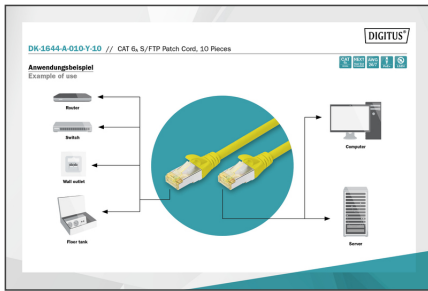 DIGITUS®
DK-1644-A-010-Y-10 // CAT 6A S/FTP Patch Cord, 10 Pieces
Anwendungsbeispiel
Example of use
Router
Switch
Wall outlet
Floor tank
Computer
Server